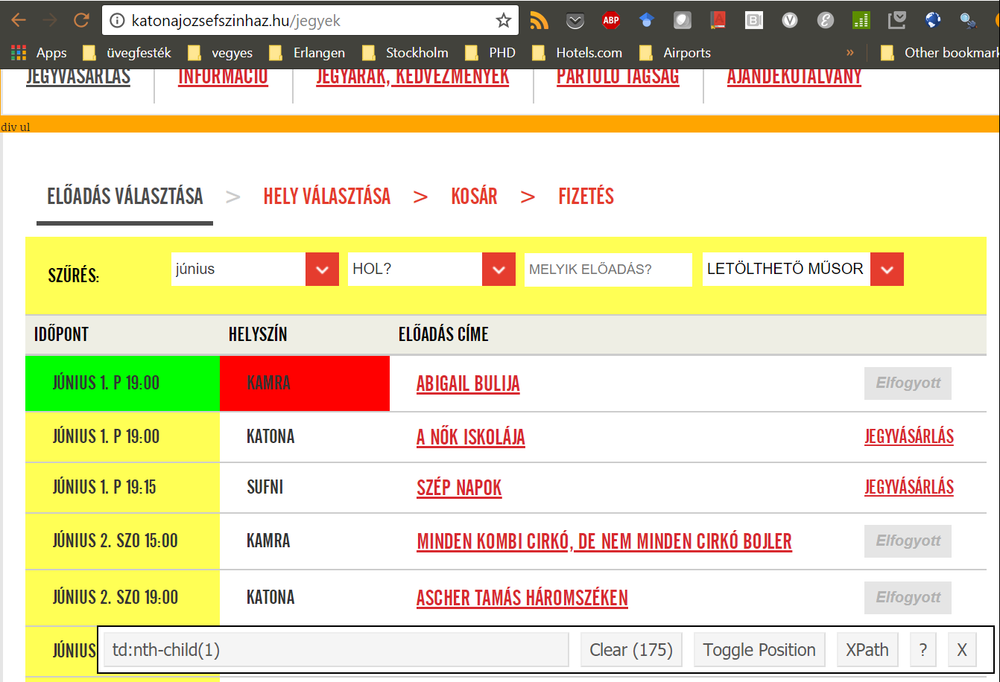 katonajozsefszinhaz.hu/jegyek
ABP
Apps üvegfesték vegyes Erlangen Stockholm PHD Hotels.com Airports » Other bookmark
JEGYVÁSÁRLÁS INFORMÁCIÓ JEGYÁRAK, KEDVEZMÉNYEK PÁRTOLÓ TAGSÁG AJÁNDÉKUTALVÁNY
div ul
ELŐADÁS VÁLASZTÁSA > HELY VÁLASZTÁSA > KOSÁR > FIZETÉS
SZŰRÉS: június HOL? MELYIK ELŐADÁS? LETÖLTHETŐ MŰSOR
IDŐPONT HELYSZÍN ELŐADÁS CÍME
JÚNIUS 1. P 19:00 KAMRA ABIGAIL BULIJA Elfogyott
JÚNIUS 1. P 19:00 KATONA A NŐK ISKOLÁJA JEGYVÁSÁRLÁS
JÚNIUS 1. P 19:15 SUFNI SZÉP NAPOK JEGYVÁSÁRLÁS
JÚNIUS 2. SZO 15:00 KAMRA MINDEN KOMBI CIRKÓ, DE NEM MINDEN CIRKÓ BOJLER Elfogyott
JÚNIUS 2. SZO 19:00 KATONA ASCHER TAMÁS HÁROMSZÉKEN Elfogyott
JÚNIUS td:nth-child(1) Clear (175) Toggle Position XPath ? X